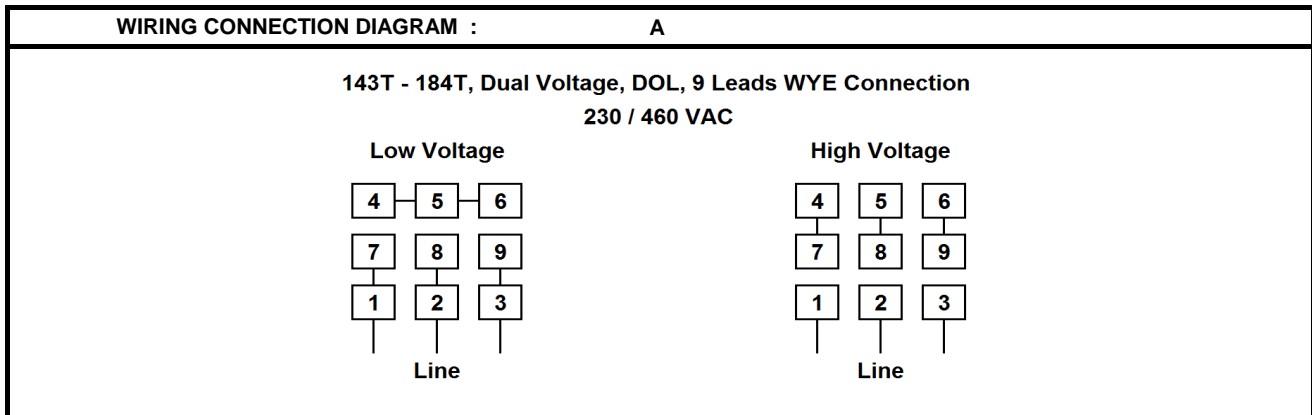 WIRING CONNECTION DIAGRAM : A
143T - 184T, Dual Voltage, DOL, 9 Leads WYE Connection
230 / 460 VAC
Low Voltage
4 5 6
7 8 9
1 2 3
Line
High Voltage
4 5 6
7 8 9
1 2 3
Line